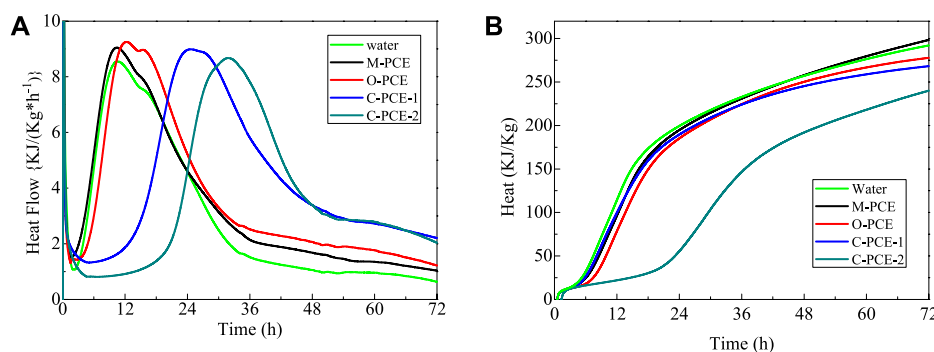 A
Heat Flow {KJ/(Kg*h⁻¹)}
10
8
6
4
2
0
water
M-PCE
O-PCE
C-PCE-1
C-PCE-2
0 12 24 36 48 60 72
Time (h)
B
Heat (KJ/Kg)
300
250
200
150
100
50
0
Water
M-PCE
O-PCE
C-PCE-1
C-PCE-2
0 12 24 36 48 60 72
Time (h)